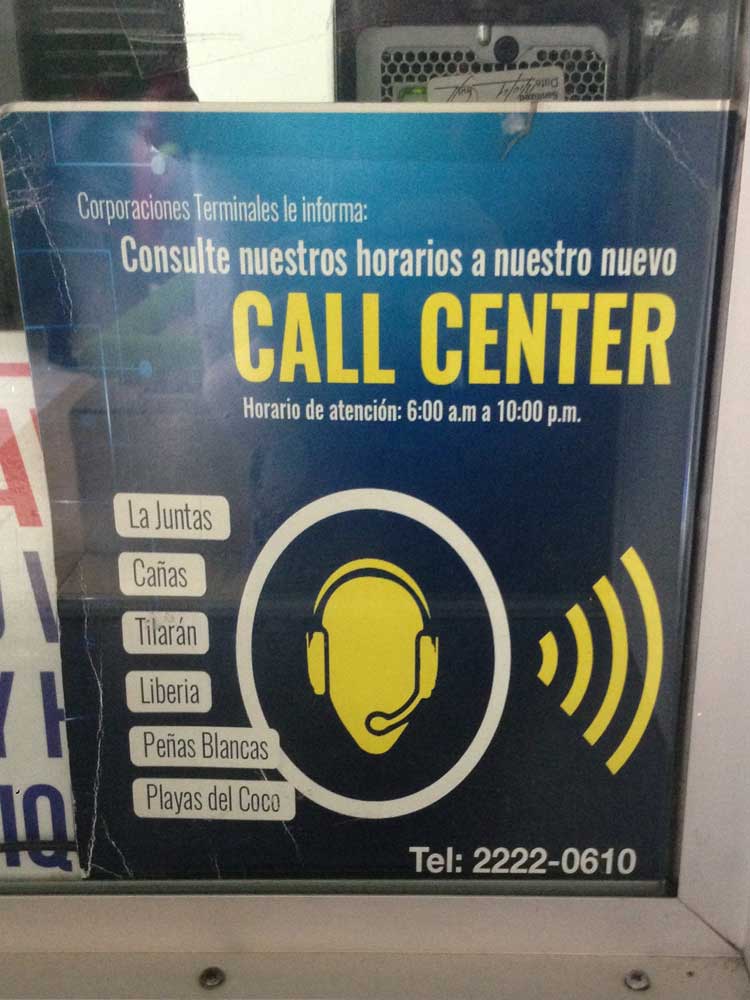 Corporaciones Terminales le informa:
Consulte nuestros horarios a nuestro nuevo
CALL CENTER
Horario de atención: 6:00 a.m a 10:00 p.m.
La Juntas
Cañas
Tilarán
Liberia
Peñas Blancas
Playas del Coco
Tel: 2222-0610